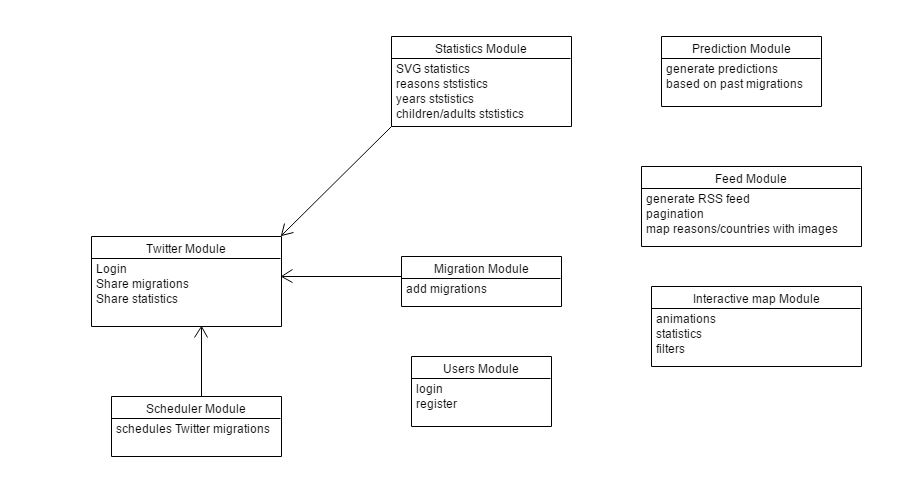 Statistics Module
SVG statistics
reasons ststistics
years ststistics
children/adults ststistics
Prediction Module
generate predictions
based on past migrations
Feed Module
generate RSS feed
pagination
map reasons/countries with images
Twitter Module
Login
Share migrations
Share statistics
Migration Module
add migrations
Interactive map Module
animations
statistics
filters
Users Module
login
register
Scheduler Module
schedules Twitter migrations